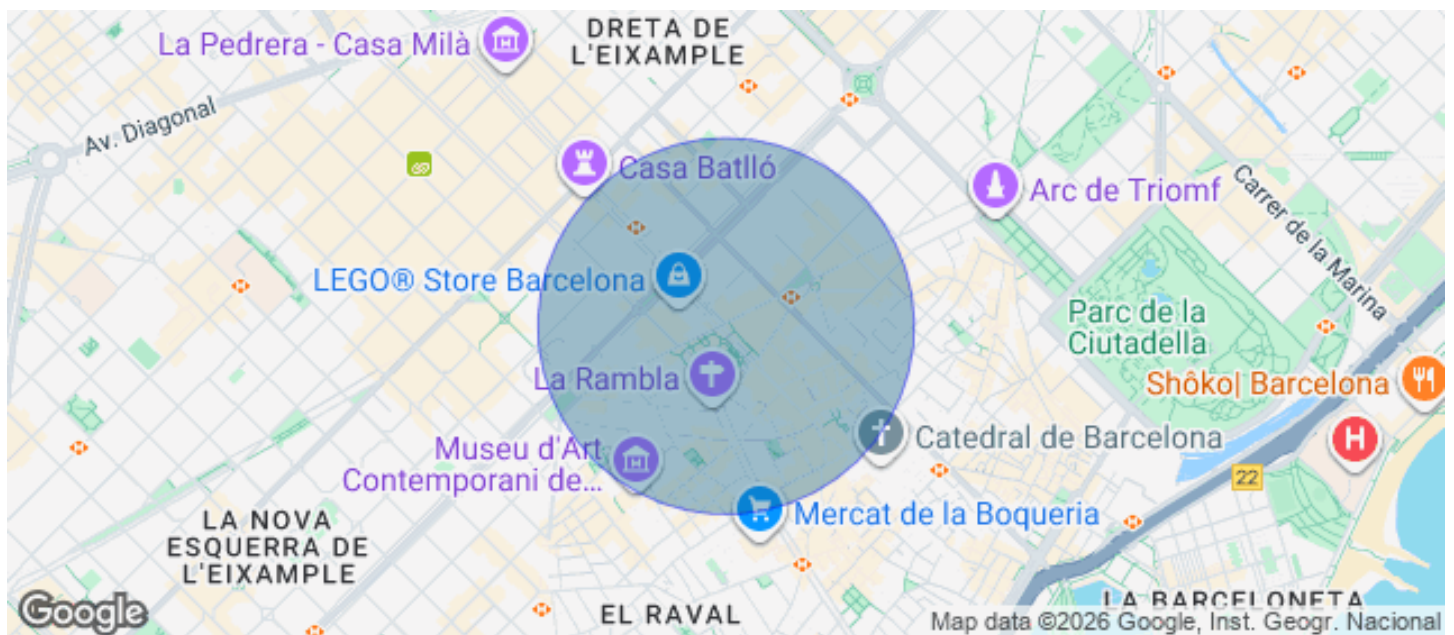 DRETA DE
L'EIXAMPLE
La Pedrera - Casa Milà
Av. Diagonal
Casa Batlló
Arc de Triomf
Carrer de la Marina
LEGO® Store Barcelona
Parc de la
Ciutadella
La Rambla
Shôko| Barcelona
H
Museu d'Art
Contemporani de...
Catedral de Barcelona
22
Mercat de la Boqueria
LA NOVA
ESQUERRA DE
L'EIXAMPLE
EL RAVAL
LA BARCELONETA
Google
Map data ©2026 Google, Inst. Geogr. Nacional